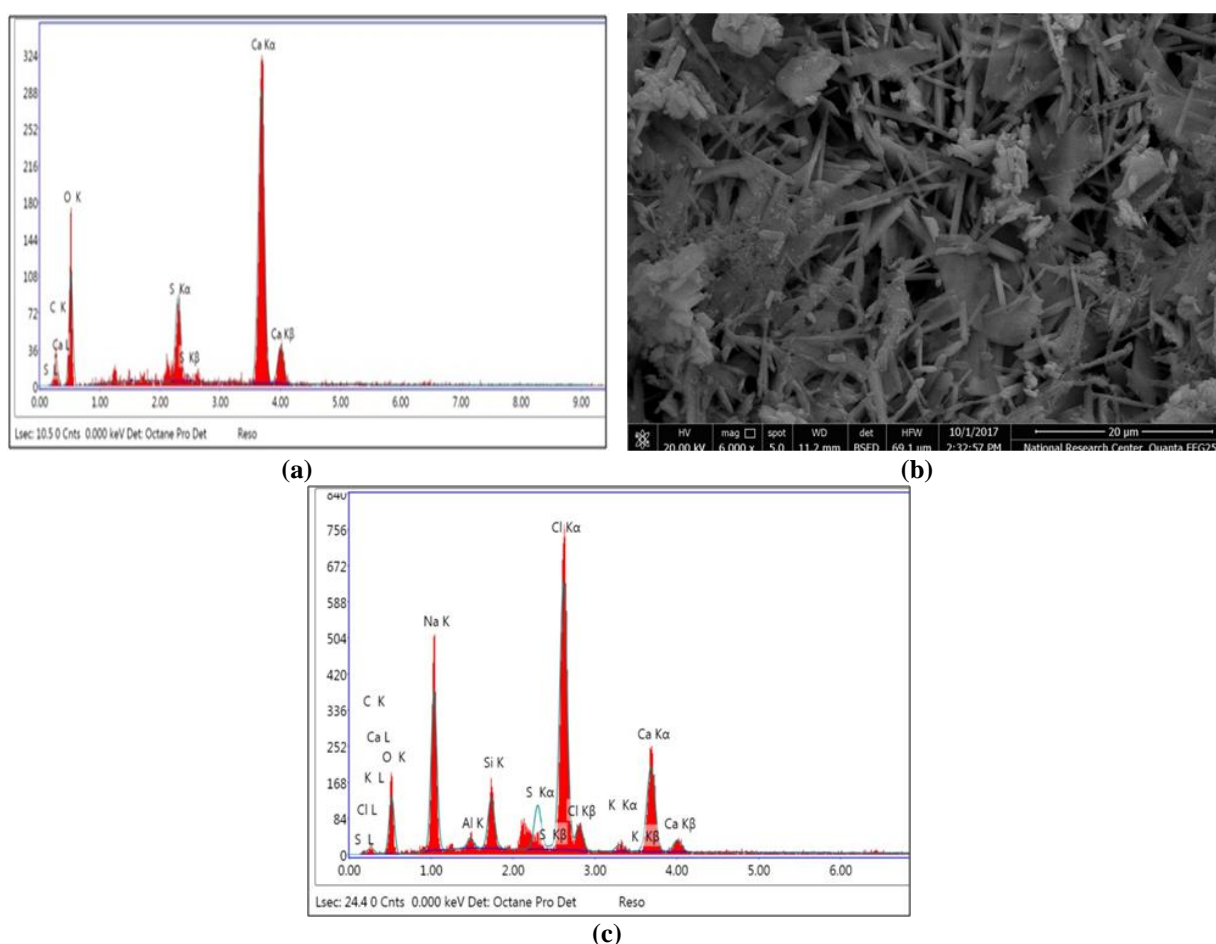 324
288
252
216
180
144
108
72
36
0
Ca Kα
O K
S Kα
C K
Ca L
S
S Kβ
Ca Kβ
0.00 1.00 2.00 3.00 4.00 5.00 6.00 7.00 8.00 9.00
Lsec: 10.5 0 Cnts 0.000 keV Det: Octane Pro Det Reso
(a)
HV mag □ spot WD det HFW 10/1/2017 20 µm
20.00 kV 6 000 x 5.0 11.2 mm BSED 69.1 µm 2:32:57 PM National Research Center, Quanta FEG25
(b)
840
756
672
588
504
420
336
252
168
84
0
Cl Kα
Na K
C K
Ca L
O K
K L
Cl L
S L
Al K
Si K
S Kα
S Kβ
Cl Kβ
K Kα
K Kβ
Ca Kα
Ca Kβ
0.00 1.00 2.00 3.00 4.00 5.00 6.00
Lsec: 24.4 0 Cnts 0.000 keV Det: Octane Pro Det Reso
(c)